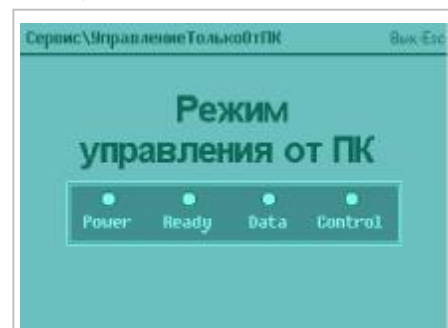 Сервис\УправлениеТолькоОтПК Вых-Esc
Режим
управления от ПК
Power Ready Data Control